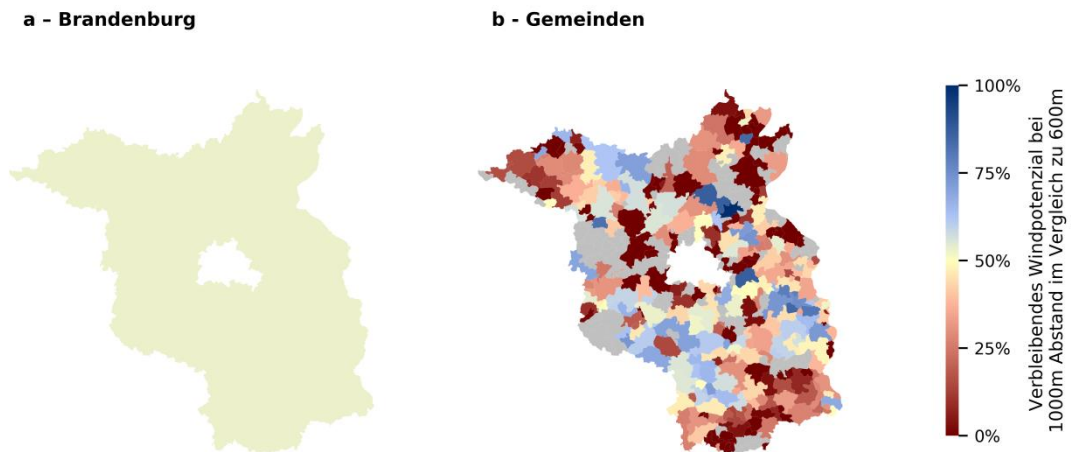 a – Brandenburg
b - Gemeinden
100%
75%
50%
25%
0%
Verbleibendes Windpotenzial bei
1000m Abstand im Vergleich zu 600m